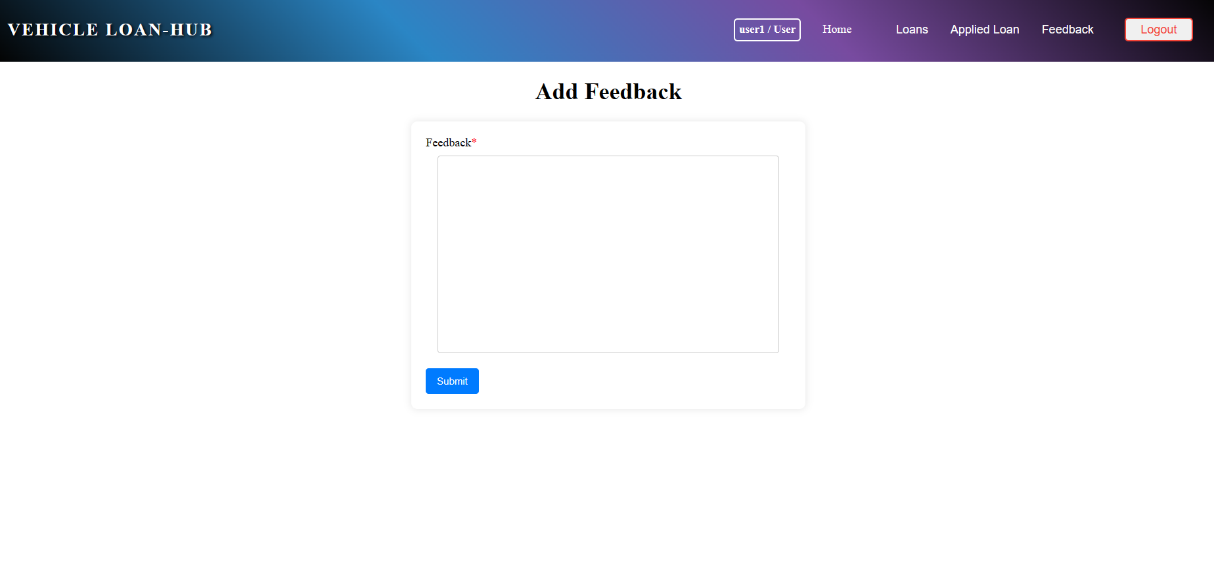 VEHICLE LOAN-HUB
user1 / User
Home
Loans
Applied Loan
Feedback
Logout
Add Feedback
Feedback*
Submit